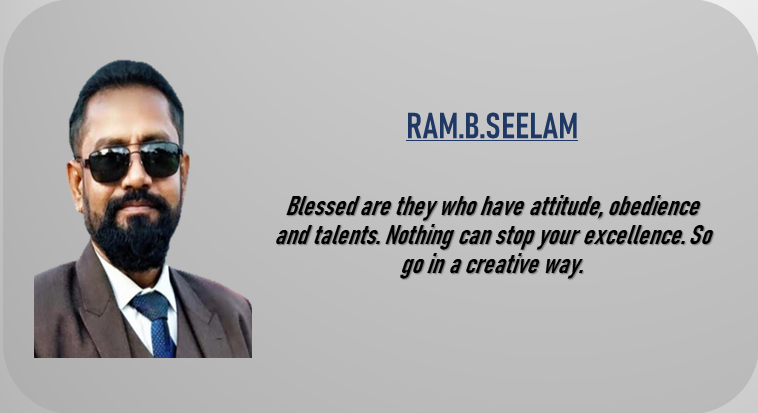 RAM.B.SEELAM
Blessed are they who have attitude, obedience
and talents. Nothing can stop your excellence. So
go in a creative way.